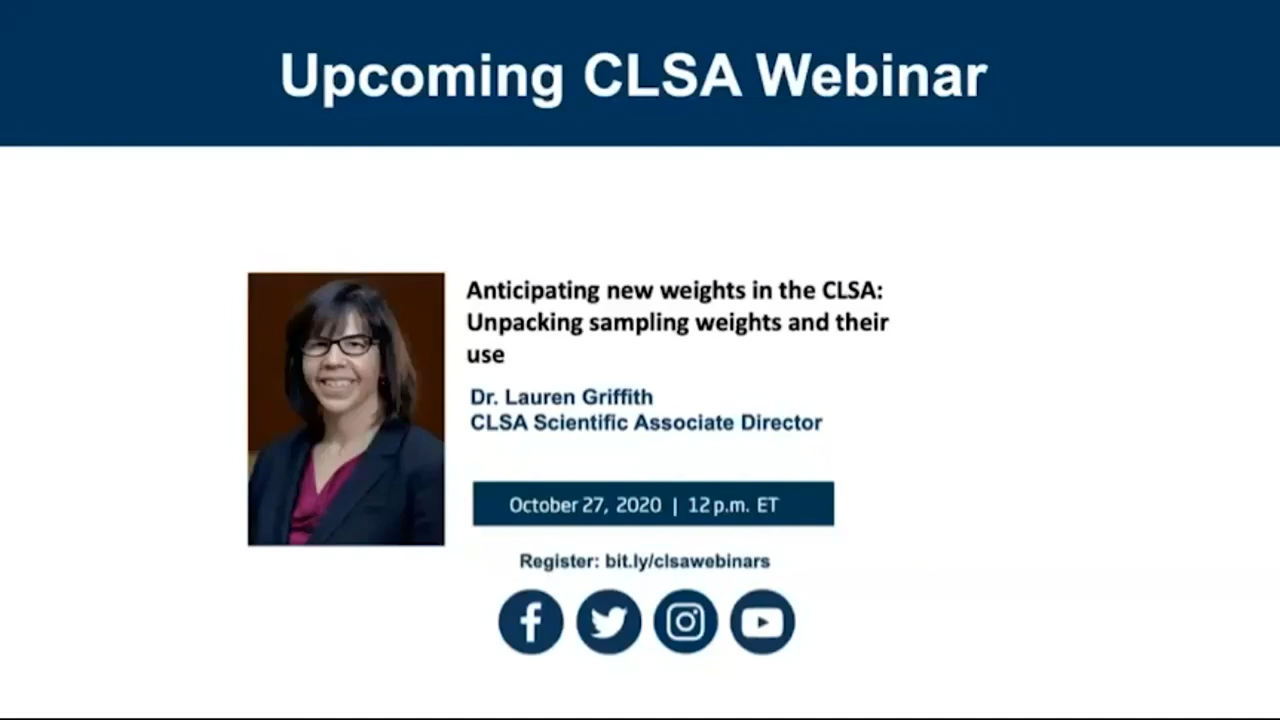 Upcoming CLSA Webinar
Anticipating new weights in the CLSA:
Unpacking sampling weights and their
use
Dr. Lauren Griffith
CLSA Scientific Associate Director
October 27, 2020 | 12 p.m. ET
Register: bit.ly/clsawebinars